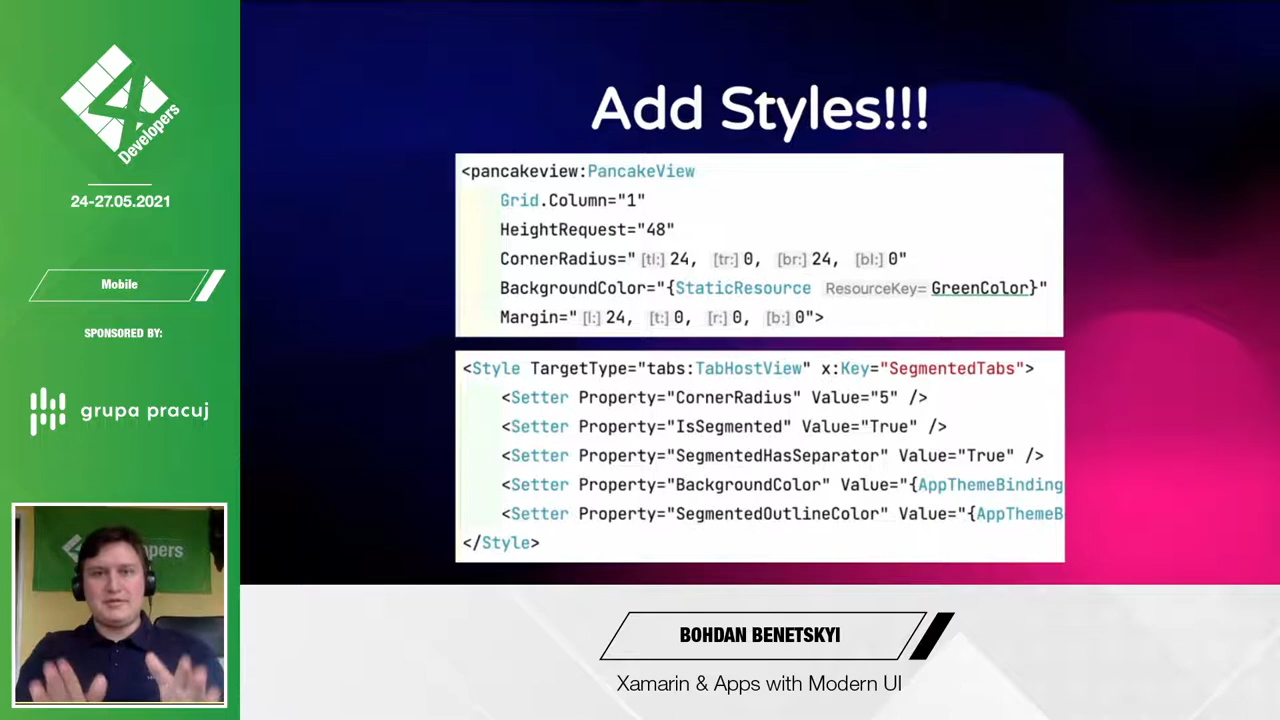 4
Developers
24-27.05.2021
Mobile
SPONSORED BY:
grupa pracuj
Add Styles!!!
<pancakeview:PancakeView
Grid.Column="1"
HeightRequest="48"
CornerRadius=" [tl:] 24, [tr:] 0, [br:] 24, [bl:] 0"
BackgroundColor="{StaticResource ResourceKey= GreenColor}"
Margin=" [l:] 24, [t:] 0, [r:] 0, [b:] 0">
<Style TargetType="tabs:TabHostView" x:Key="SegmentedTabs">
<Setter Property="CornerRadius" Value="5" />
<Setter Property="IsSegmented" Value="True" />
<Setter Property="SegmentedHasSeparator" Value="True" />
<Setter Property="BackgroundColor" Value="{AppThemeBinding
<Setter Property="SegmentedOutlineColor" Value="{AppThemeB
</Style>
BOHDAN BENETSKYI
Xamarin & Apps with Modern UI